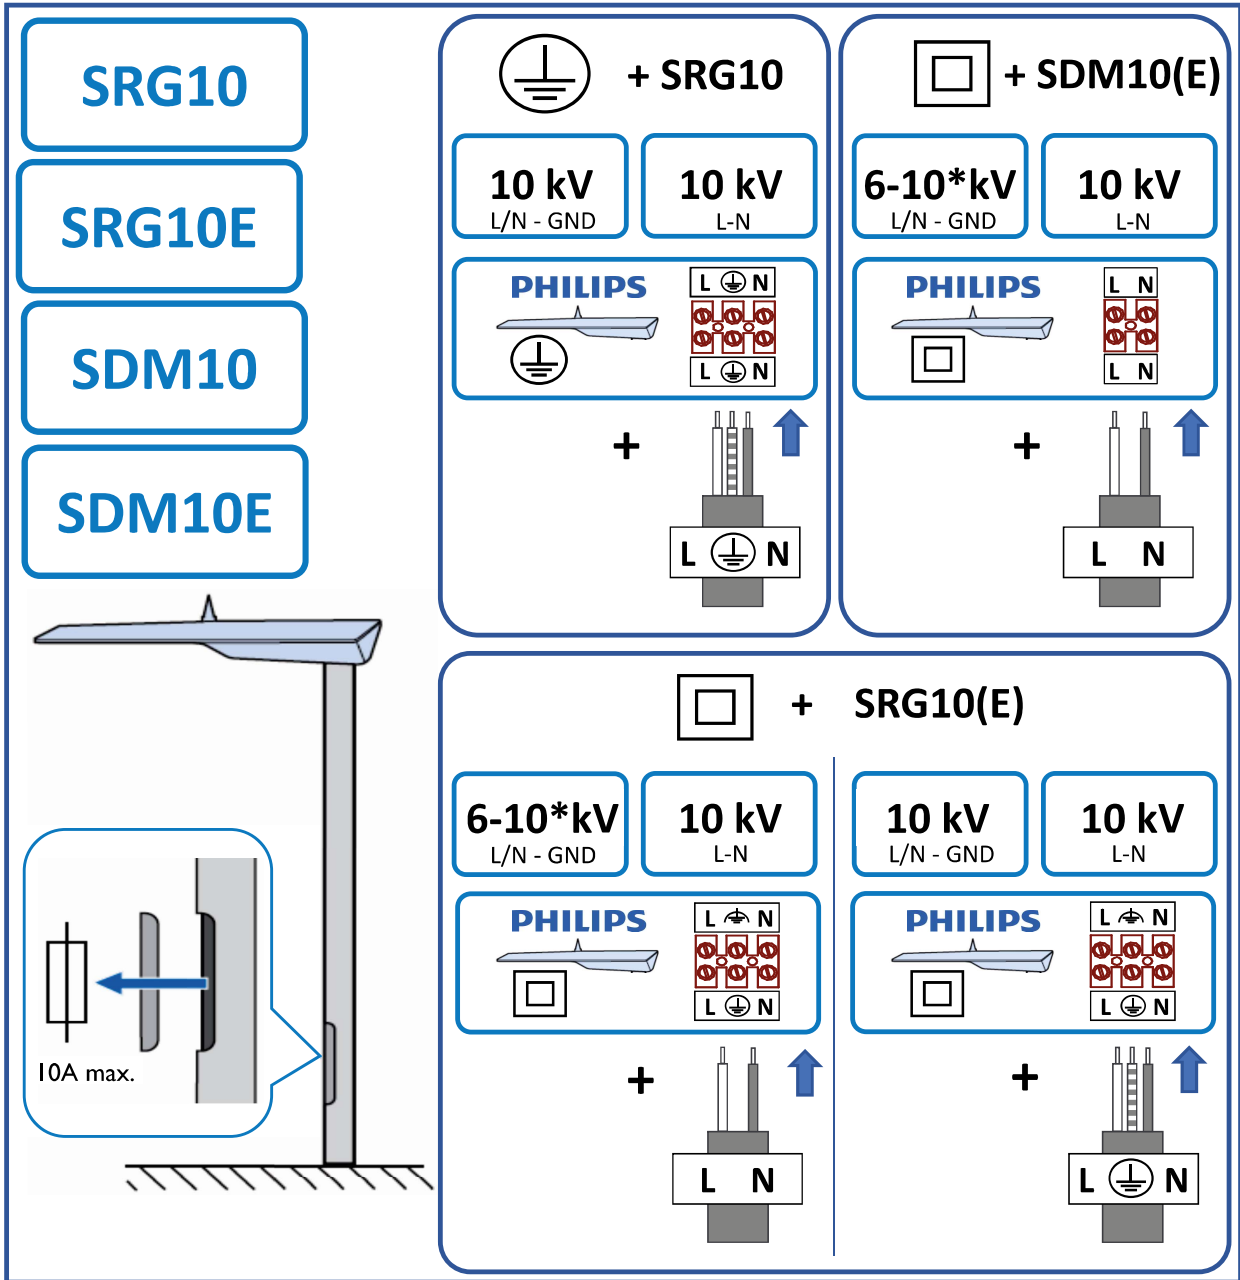 SRG10
SRG10E
SDM10
SDM10E
10A max.
+ SRG10
10 kV
L/N - GND
10 kV
L-N
PHILIPS
L N
L N
+
L N
+ SDM10(E)
6-10*kV
L/N - GND
10 kV
L-N
PHILIPS
L N
L N
+
L N
+ SRG10(E)
6-10*kV
L/N - GND
10 kV
L-N
PHILIPS
L N
L N
+
L N
10 kV
L/N - GND
10 kV
L-N
PHILIPS
L N
L N
+
L N